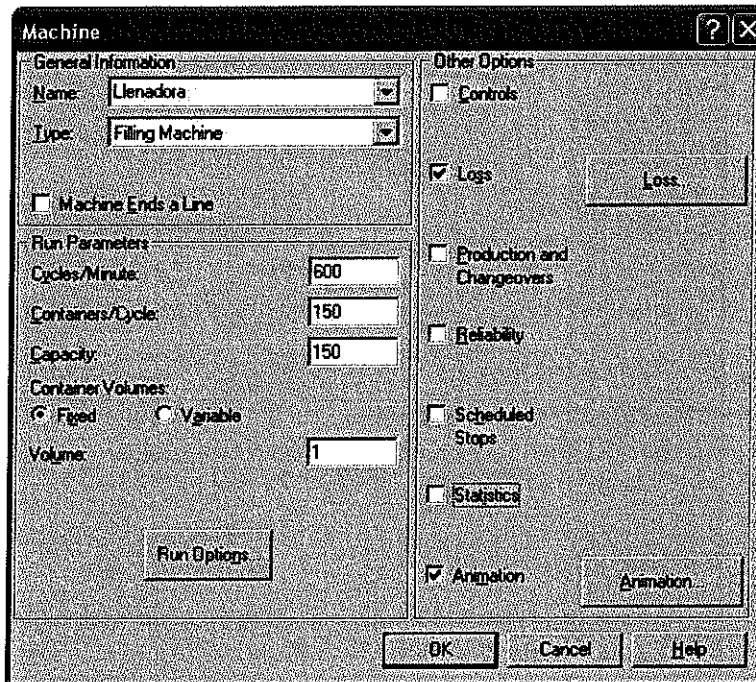 Machine
General Information
Name: Llenadora
Type: Filling Machine
Machine Ends a Line
Run Parameters
Cycles/Minute: 600
Containers/Cycle: 150
Capacity: 150
Container Volumes:
Fixed Variable
Volume: 1
Run Options
Other Options
Controls
Loss Loss
Production and
Changeovers
Reliability
Scheduled
Stops
Statistics
Animation Animation
OK Cancel Help